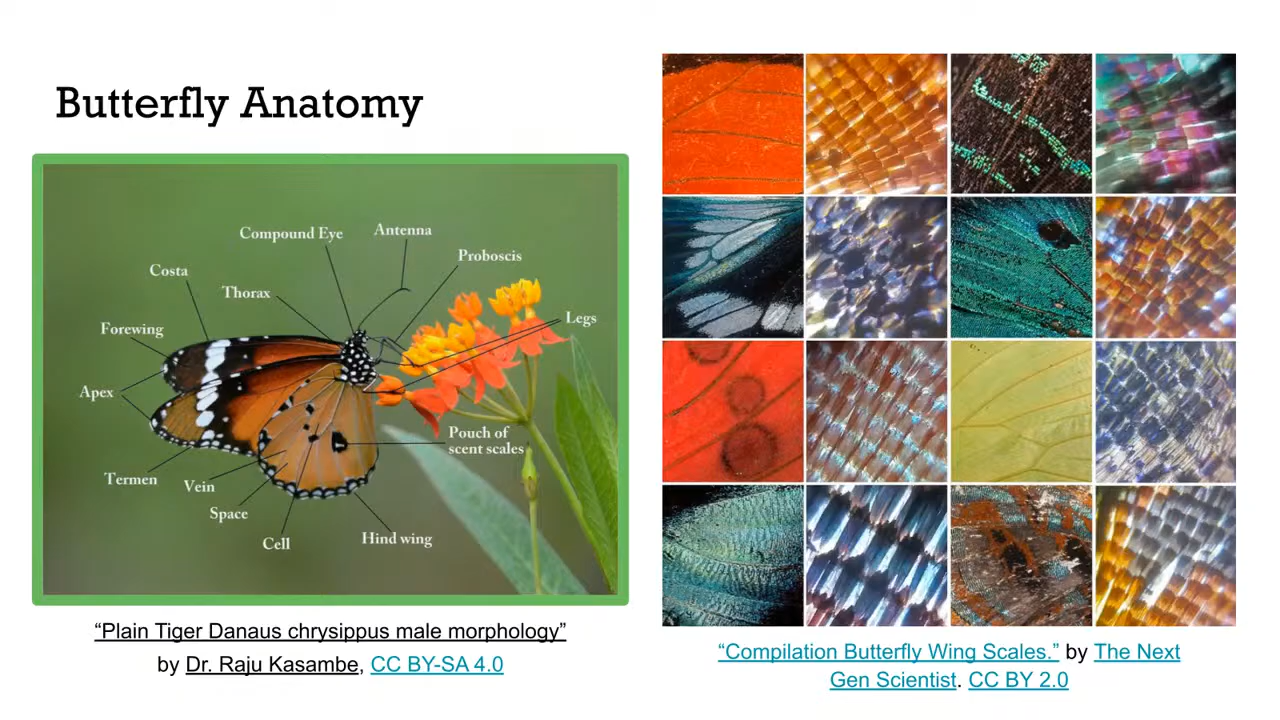 Butterfly Anatomy
Compound Eye
Antenna
Proboscis
Costa
Thorax
Legs
Forewing
Apex
Pouch of
scent scales
Termen
Vein
Space
Cell
Hind wing
“Plain Tiger Danaus chrysippus male morphology”
by Dr. Raju Kasambe, CC BY-SA 4.0
“Compilation Butterfly Wing Scales.” by The Next
Gen Scientist. CC BY 2.0